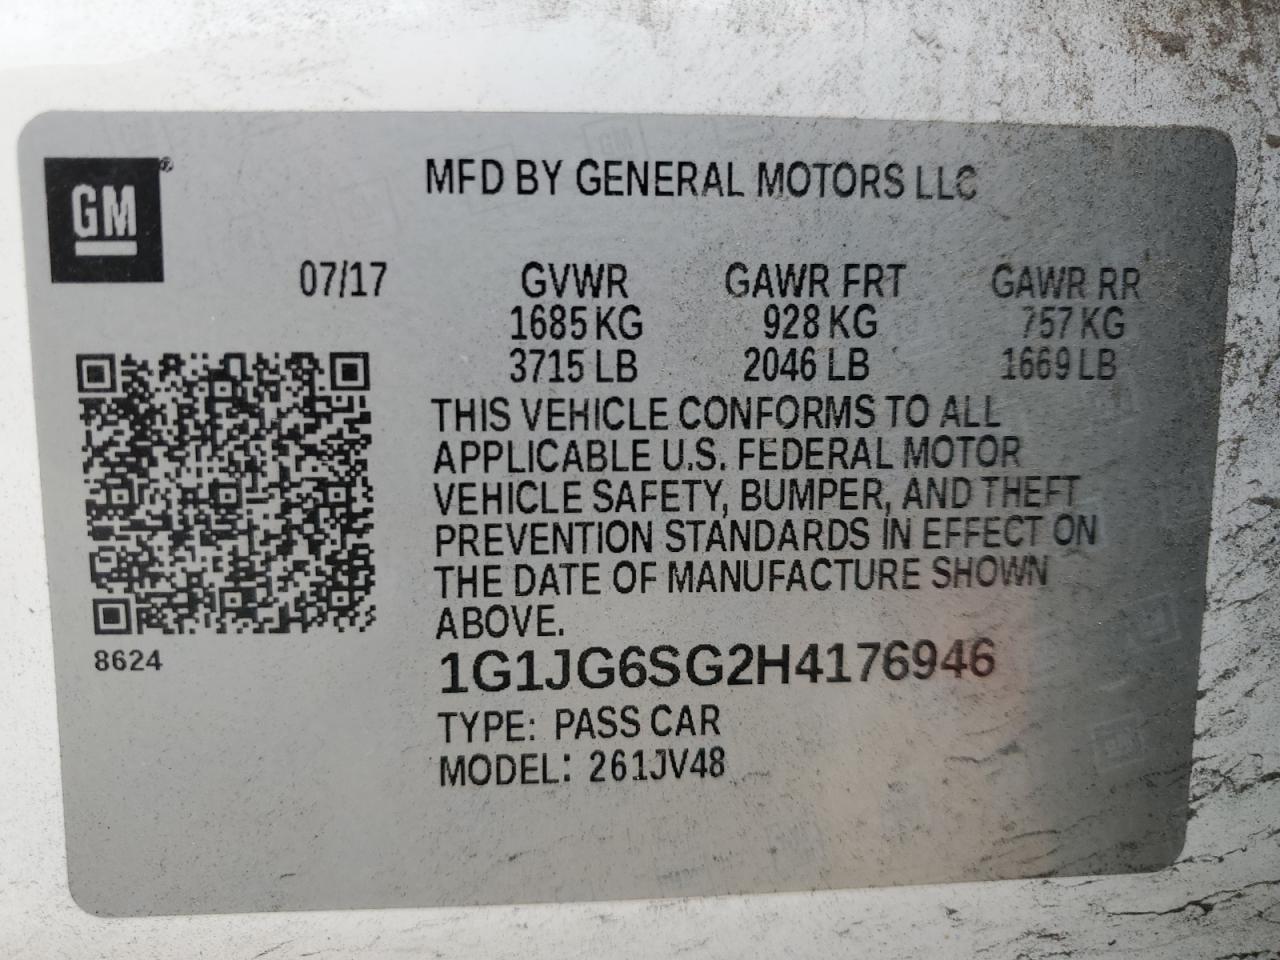 GM®
MFD BY GENERAL MOTORS LLC
07/17 GVWR GAWR FRT GAWR RR
1685 KG 928 KG 757 KG
3715 LB 2046 LB 1669 LB
THIS VEHICLE CONFORMS TO ALL
APPLICABLE U.S. FEDERAL MOTOR
VEHICLE SAFETY, BUMPER, AND THEFT
PREVENTION STANDARDS IN EFFECT ON
THE DATE OF MANUFACTURE SHOWN
ABOVE.
8624
1G1JG6SG2H4176946
TYPE: PASS CAR
MODEL: 261JV48